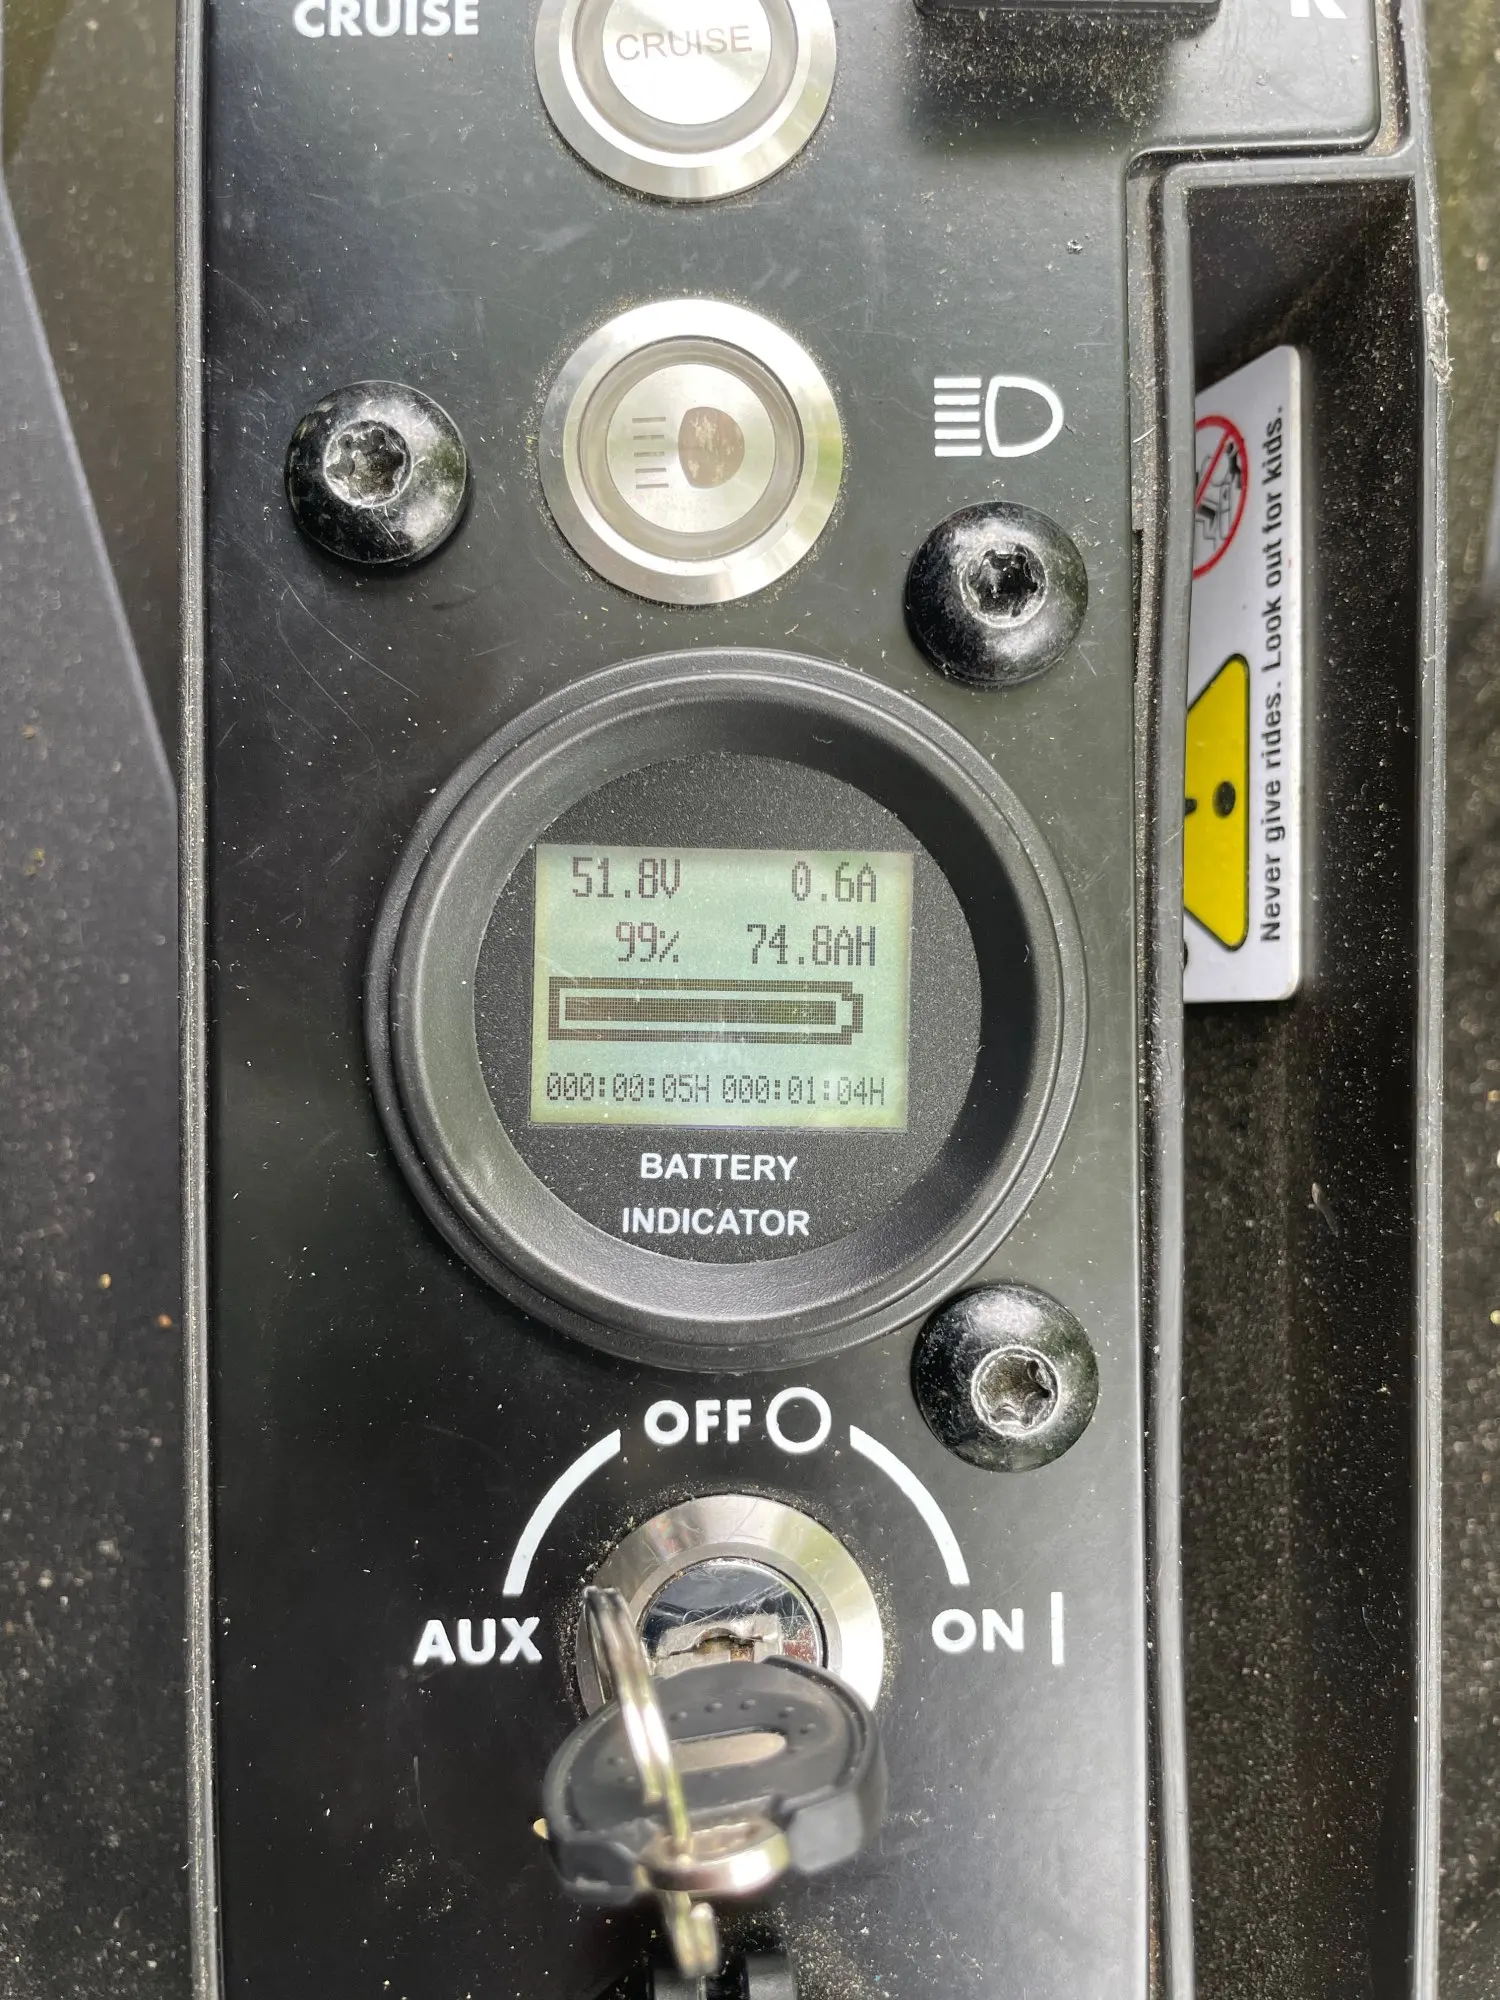 CRUISE
CRUISE
51.8V 0.6A
99% 74.8AH
000:00:05H 000:01:04H
BATTERY
INDICATOR
OFF
AUX
ON
Never give rides. Look out for kids.